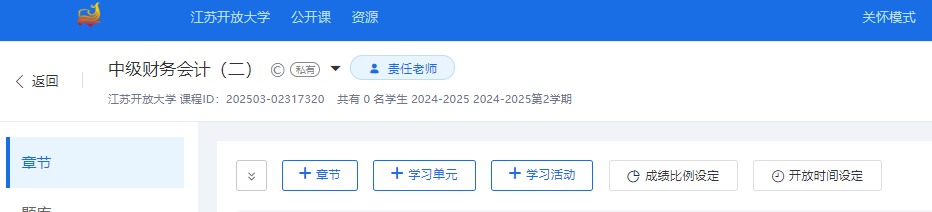 江苏开放大学 公开课 资源 关怀模式
返回 中级财务会计（二） © 私有 责任老师
江苏开放大学 课程ID：202503-02317320 共有 0 名学生 2024-2025 2024-2025第2学期
章节
+ 章节 + 学习单元 + 学习活动 成绩比例设定 开放时间设定